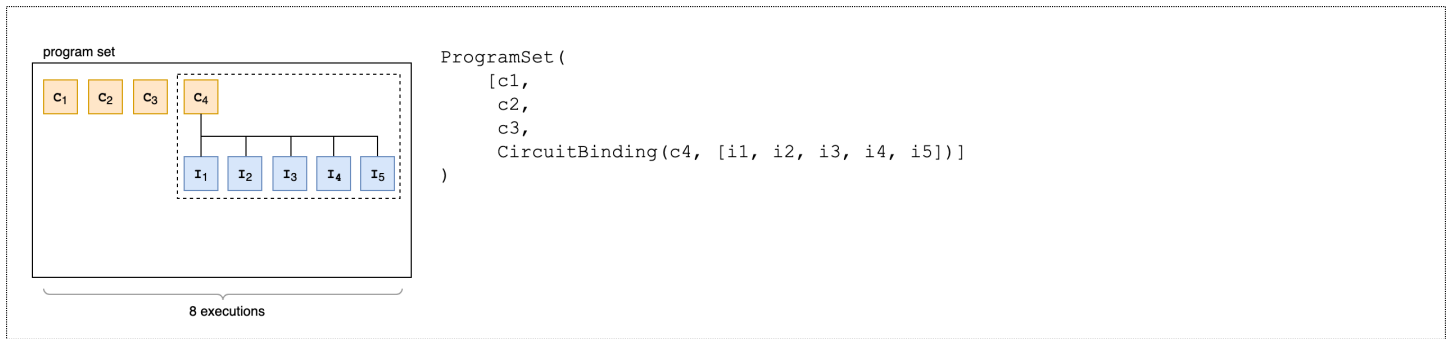 program set
C1 C2 C3 C4
I1 I2 I3 I4 I5
8 executions
ProgramSet(
    [c1,
     c2,
     c3,
     CircuitBinding(c4, [i1, i2, i3, i4, i5])]
)